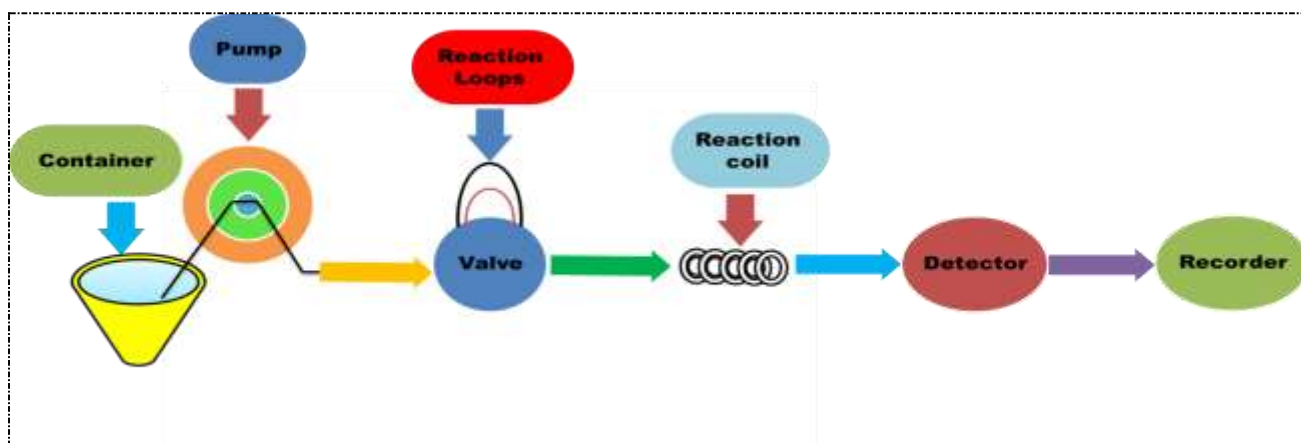 Pump
Reaction
Loops
Container
Reaction
coil
Valve
Detector
Recorder